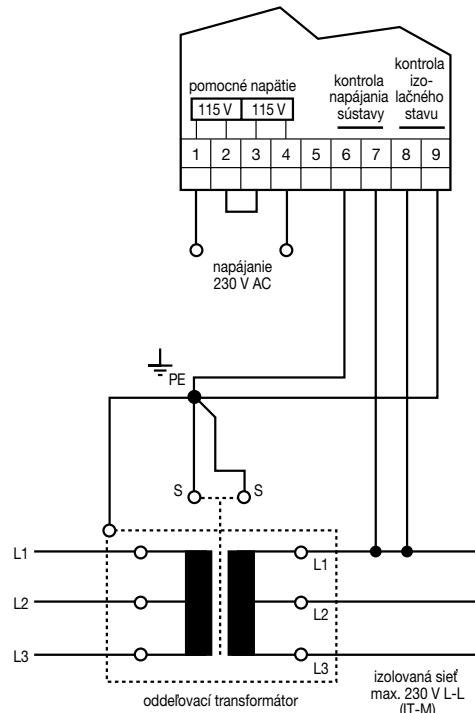 pomocné napätie
115 V 115 V
kontrola
napájania
sústavy
kontrola
izo-
lačného
stavu
1 2 3 4 5 6 7 8 9
napájanie
230 V AC
PE
S S
L1 L1
L2 L2
L3 L3
oddeľovací transformátor
izolovaná sieť
max. 230 V L-L
(IT-M)